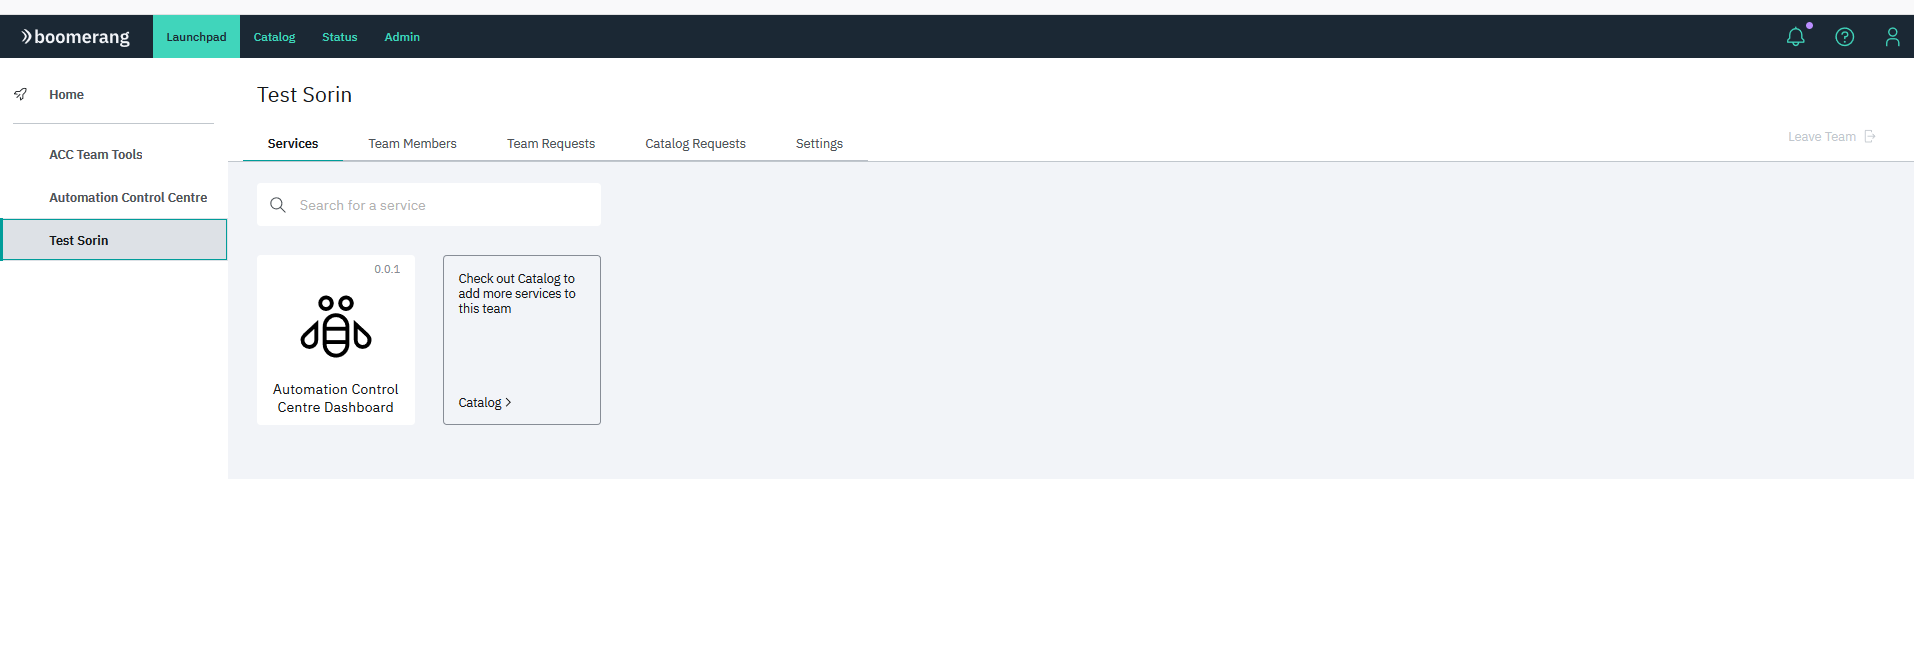 boomerang
Launchpad
Catalog
Status
Admin
Home
ACC Team Tools
Automation Control Centre
Test Sorin
Test Sorin
Services
Team Members
Team Requests
Catalog Requests
Settings
Leave Team
Search for a service
0.0.1
Automation Control
Centre Dashboard
Check out Catalog to
add more services to
this team
Catalog